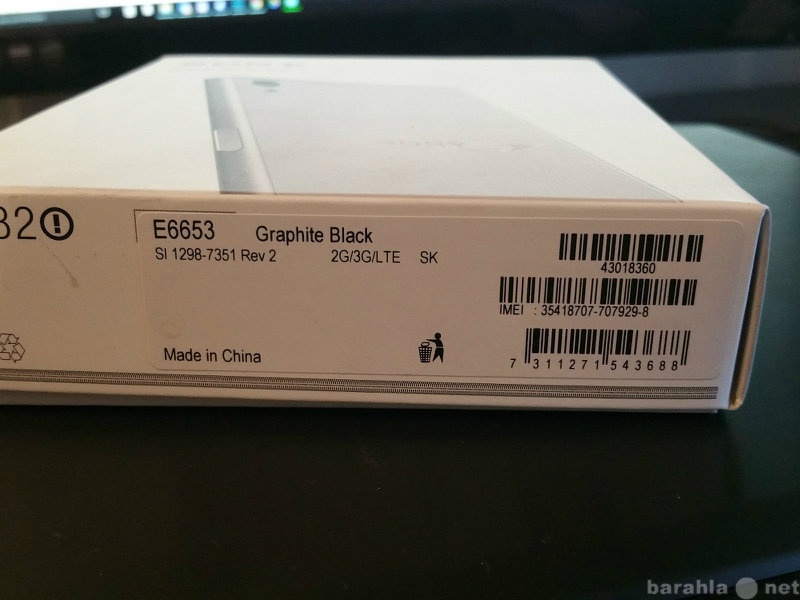 E6653 Graphite Black
SI 1298-7351 Rev 2 2G/3G/LTE SK
43018360
IMEI : 35418707-707929-8
Made in China
7 311271 543688
barahla net